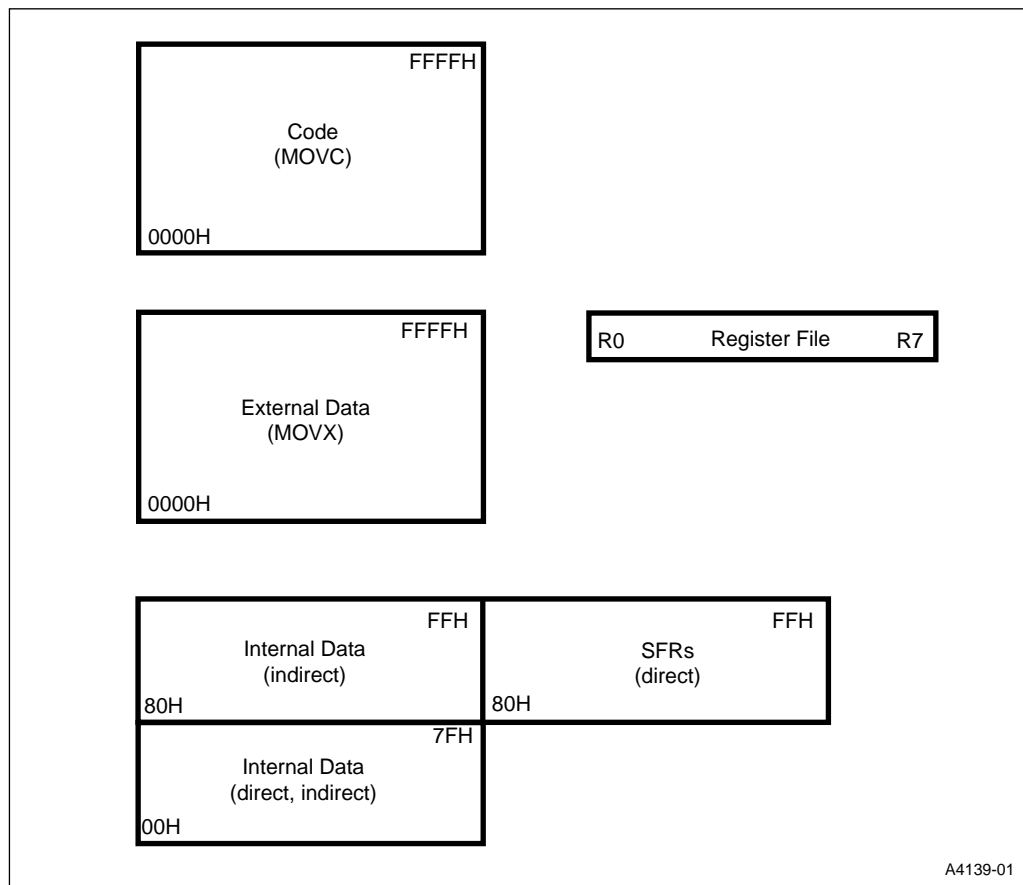 FFFFH
Code
(MOVC)
0000H
FFFFH
External Data
(MOVX)
0000H
R0 Register File R7
FFH
Internal Data
(indirect)
80H
FFH
SFRs
(direct)
80H
7FH
Internal Data
(direct, indirect)
00H
A4139-01